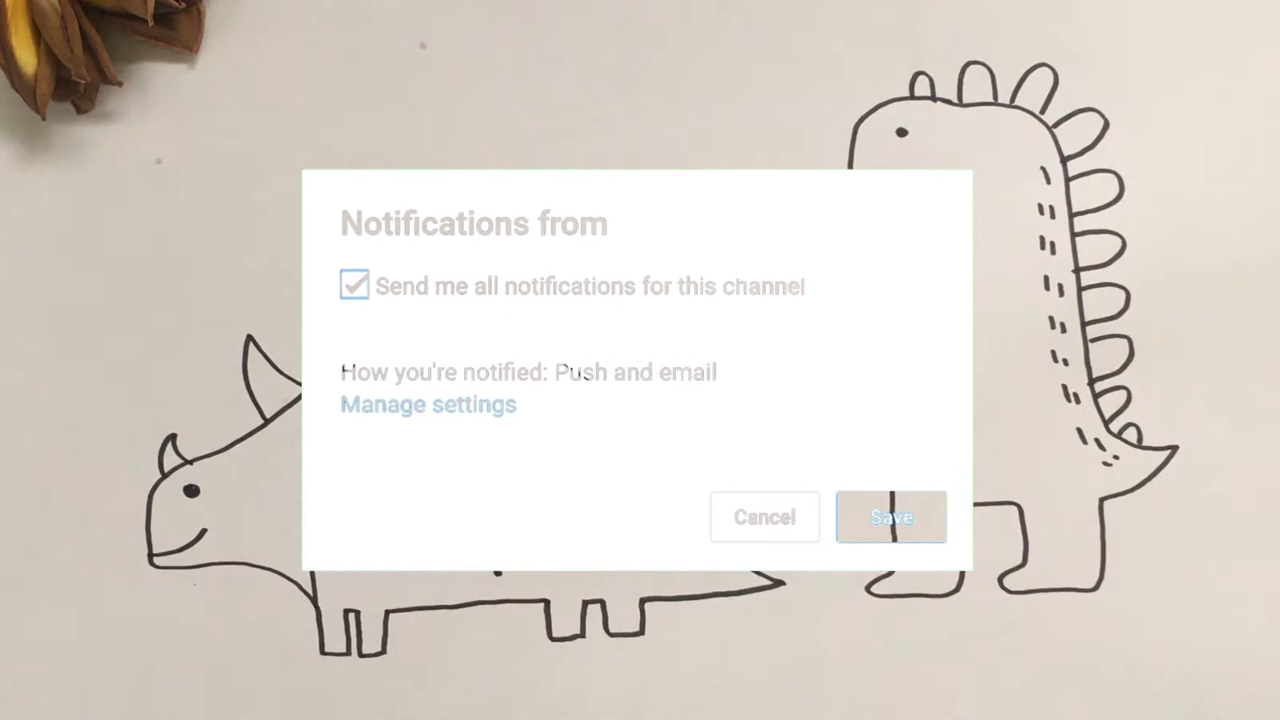 Notifications from
Send me all notifications for this channel
How you're notified: Push and email
Manage settings
Cancel
Save